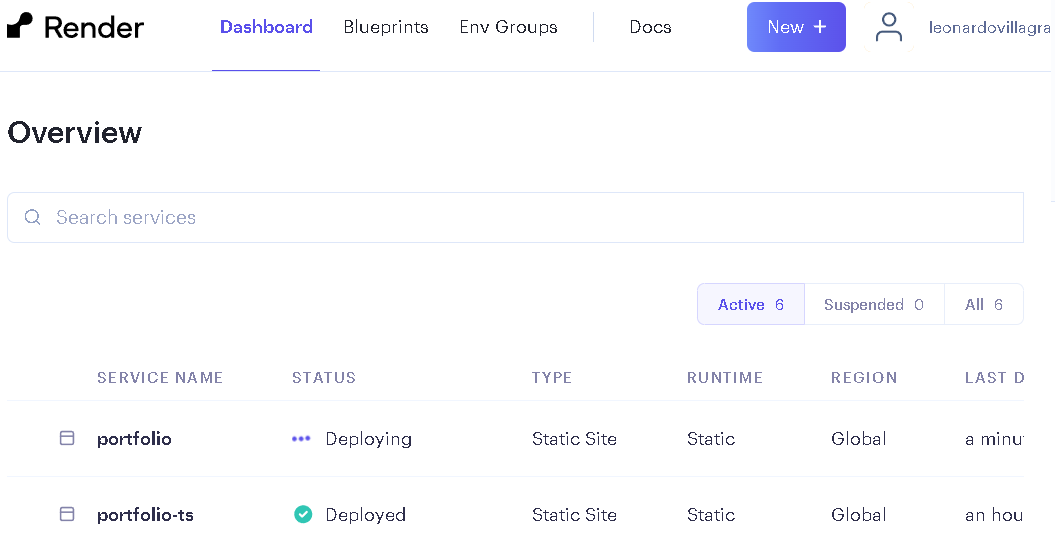 Render Dashboard Blueprints Env Groups Docs New + leonardovillagra
Overview
Search services
Active 6 Suspended 0 All 6
SERVICE NAME STATUS TYPE RUNTIME REGION LAST D
portfolio Deploying Static Site Static Global a minu
portfolio-ts Deployed Static Site Static Global an hou